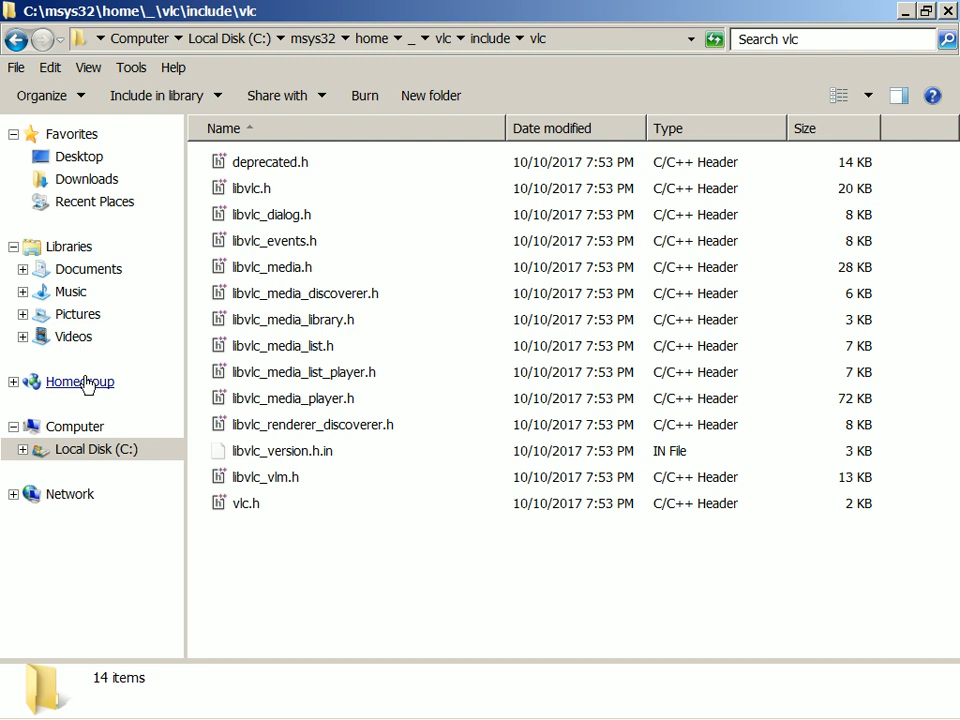 C:\msys32\home\_\vlc\include\vlc
Computer Local Disk (C:) msys32 home _ vlc include vlc
Search vlc
File Edit View Tools Help
Organize Include in library Share with Burn New folder
Favorites
Desktop
Downloads
Recent Places
Libraries
Documents
Music
Pictures
Videos
Homegroup
Computer
Local Disk (C:)
Network
Name Date modified Type Size
deprecated.h 10/10/2017 7:53 PM C/C++ Header 14 KB
libvlc.h 10/10/2017 7:53 PM C/C++ Header 20 KB
libvlc_dialog.h 10/10/2017 7:53 PM C/C++ Header 8 KB
libvlc_events.h 10/10/2017 7:53 PM C/C++ Header 8 KB
libvlc_media.h 10/10/2017 7:53 PM C/C++ Header 28 KB
libvlc_media_discoverer.h 10/10/2017 7:53 PM C/C++ Header 6 KB
libvlc_media_library.h 10/10/2017 7:53 PM C/C++ Header 3 KB
libvlc_media_list.h 10/10/2017 7:53 PM C/C++ Header 7 KB
libvlc_media_list_player.h 10/10/2017 7:53 PM C/C++ Header 7 KB
libvlc_media_player.h 10/10/2017 7:53 PM C/C++ Header 72 KB
libvlc_renderer_discoverer.h 10/10/2017 7:53 PM C/C++ Header 8 KB
libvlc_version.h.in 10/10/2017 7:53 PM IN File 3 KB
libvlc_vlm.h 10/10/2017 7:53 PM C/C++ Header 13 KB
vlc.h 10/10/2017 7:53 PM C/C++ Header 2 KB
14 items